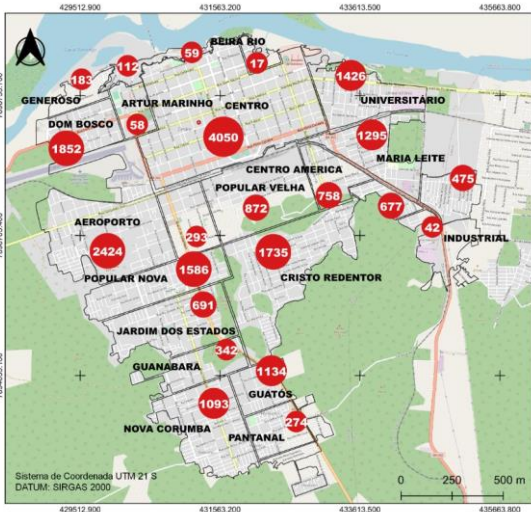 429512.900 431563.200 433613.500 435663.800
BEIRA RIO
59
17
112
183
1426
GENEROSO
ARTUR MARINHO
CENTRO
UNIVERSITÁRIO
DOM BOSCO
58
4050
1295
1852
MARIA LEITE
CENTRO AMERICA
475
POPULAR VELHA
758
872
677
AEROPORTO
42
293
INDUSTRIAL
2424
1735
1586
POPULAR NOVA
CRISTO REDENTOR
691
JARDIM DOS ESTADOS
342
GUANABARA
1134
GUATÓS
1093
274
NOVA CORUMBA
PANTANAL
Sistema de Coordenada UTM 21 S
DATUM: SIRGAS 2000
0 250 500 m
429512.900 431563.200 433613.500 435663.800